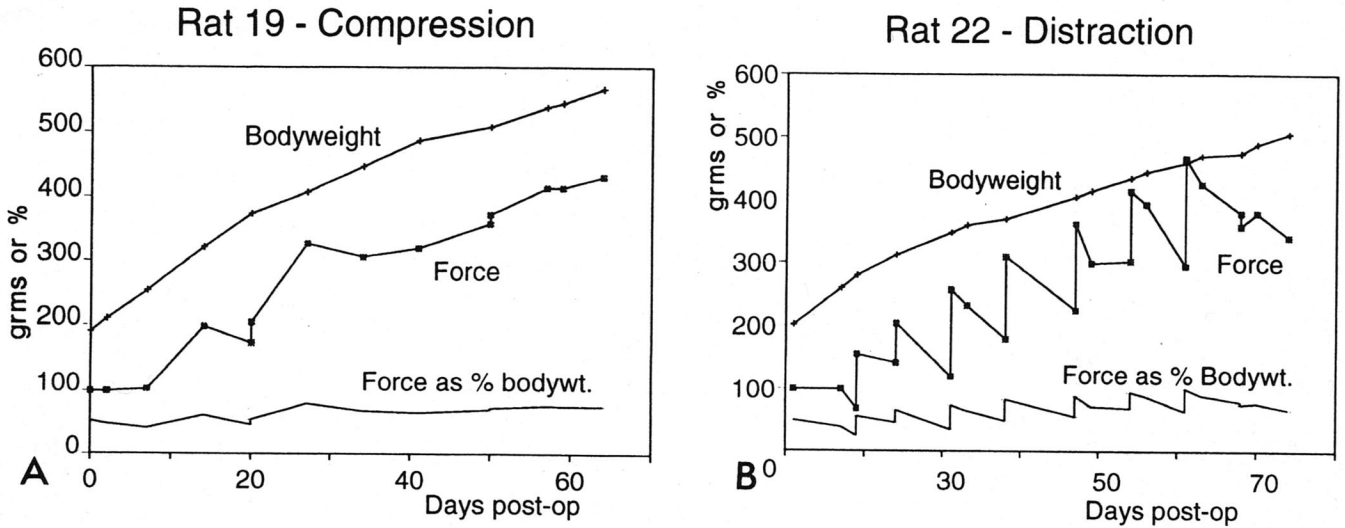 Rat 19 - Compression
grms or %
600
500
400
300
200
100
0
Bodyweight
Force
Force as % bodywt.
0
20
40
60
Days post-op
A
Rat 22 - Distraction
grms or %
600
500
400
300
200
100
0
Bodyweight
Force
Force as % Bodywt.
30
50
70
Days post-op
B